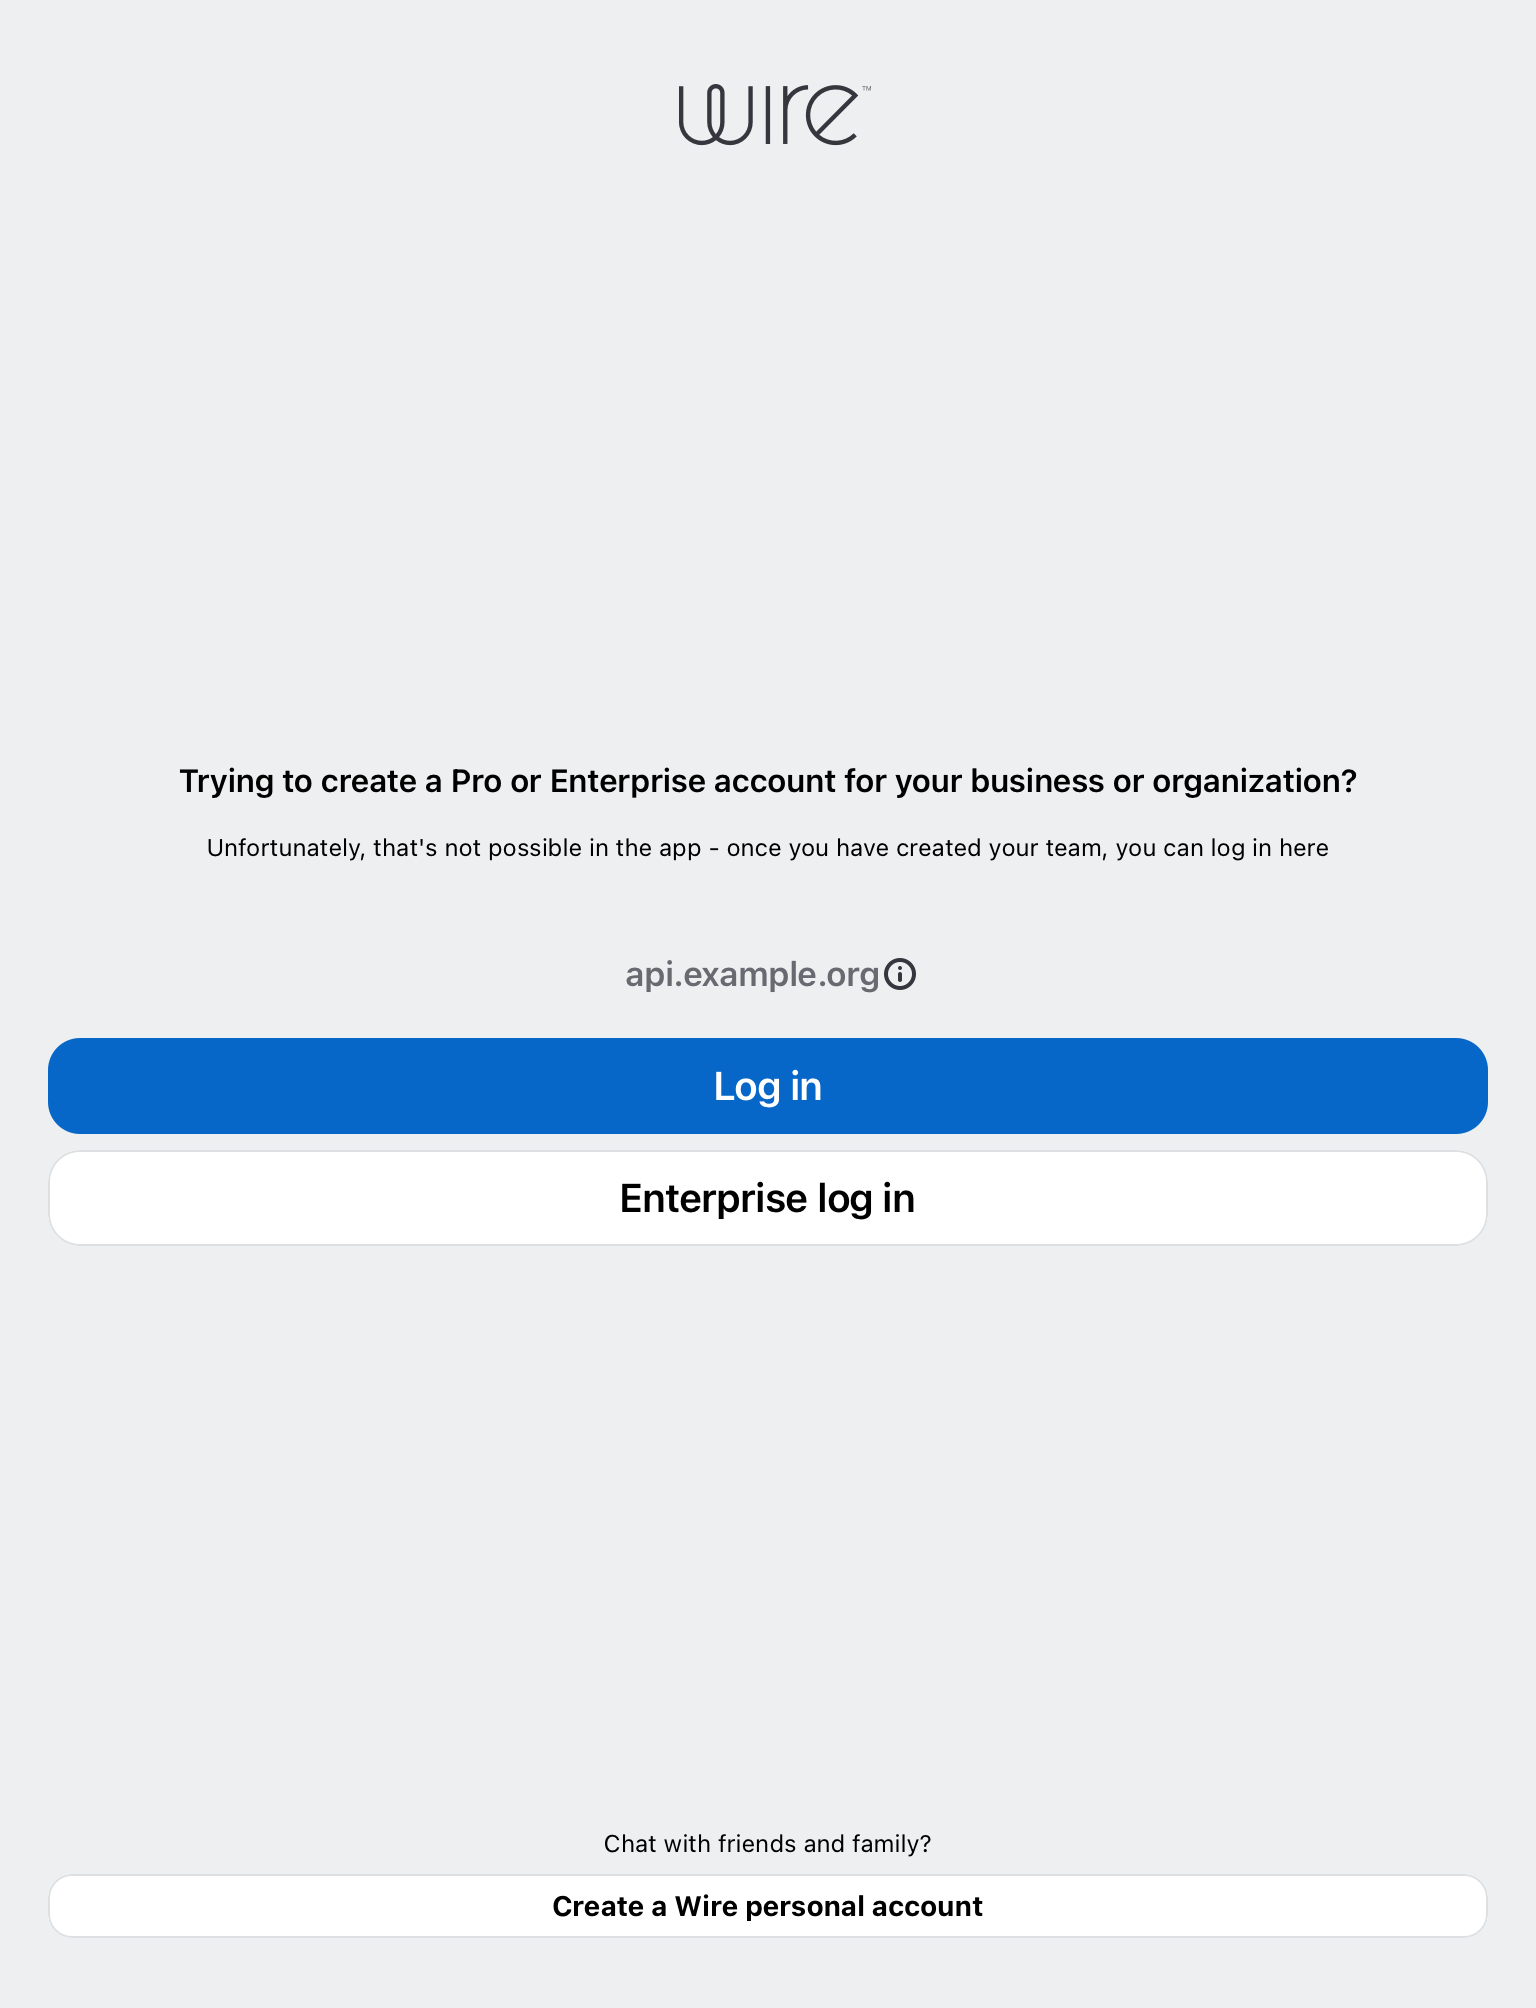 wire™
Trying to create a Pro or Enterprise account for your business or organization?
Unfortunately, that's not possible in the app - once you have created your team, you can log in here
api.example.org
Log in
Enterprise log in
Chat with friends and family?
Create a Wire personal account